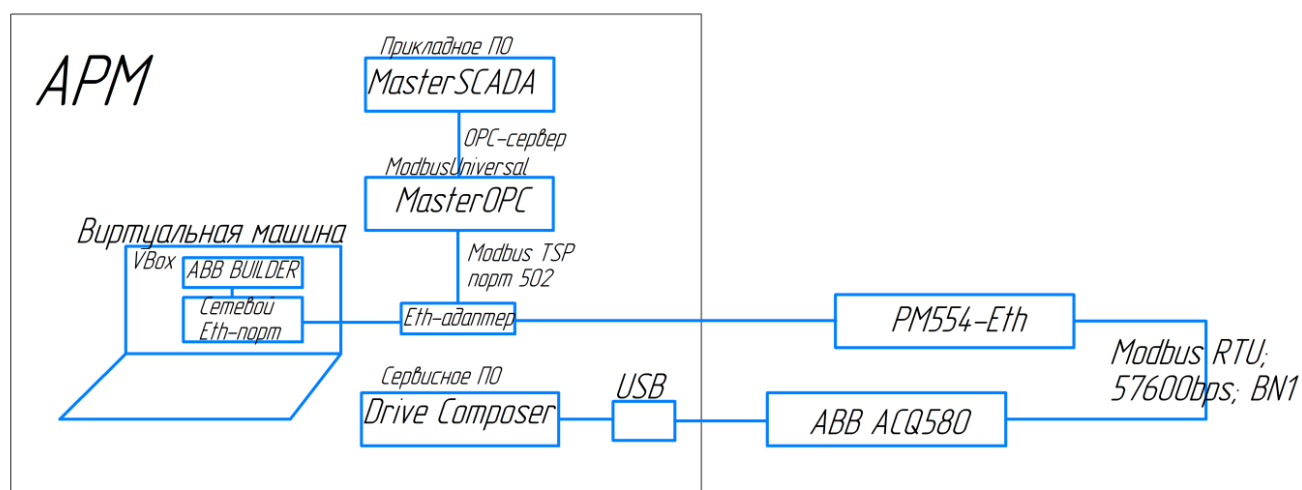 АРМ
Прикладное ПО
MasterSCADA
OPC-сервер
ModbusUniversal
MasterOPC
Modbus TSP
порт 502
Виртуальная машина
VBox
ABB BUILDER
Сетевой
Eth-порт
Eth-адаптер
PM554-Eth
Modbus RTU;
57600bps; BN1
Сервисное ПО
Drive Composer
USB
ABB ACQ580